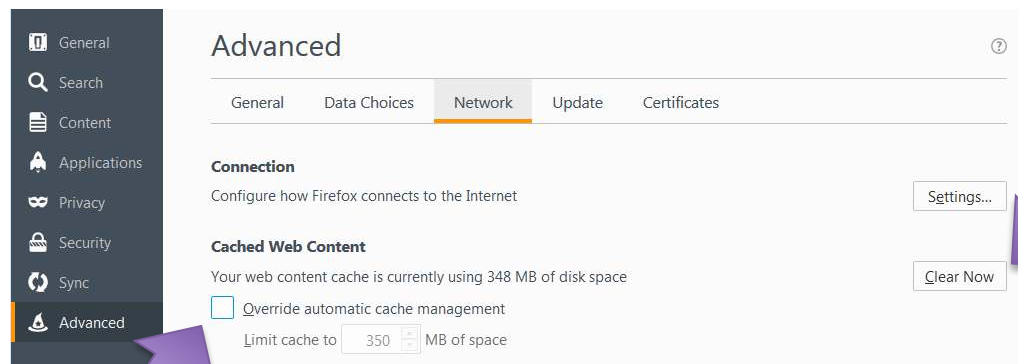 General
Search
Content
Applications
Privacy
Security
Sync
Advanced
Advanced
?
General Data Choices Network Update Certificates
Connection
Configure how Firefox connects to the Internet Settings...
Cached Web Content
Your web content cache is currently using 348 MB of disk space Clear Now
Override automatic cache management
Limit cache to 350 MB of space